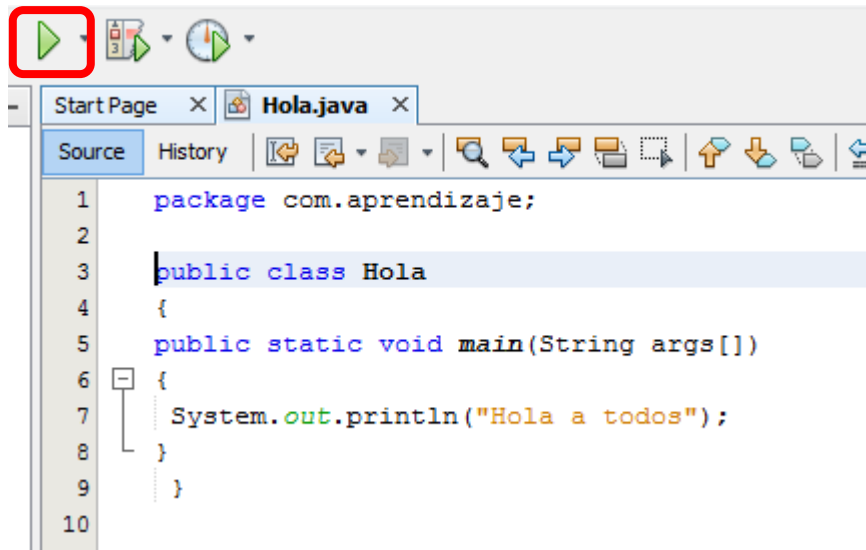 Start Page X Hola.java X
Source History
1 package com.aprendizaje;
2
3 public class Hola
4 {
5 public static void main(String args[])
6 {
7 System.out.println("Hola a todos");
8 }
9 }
10